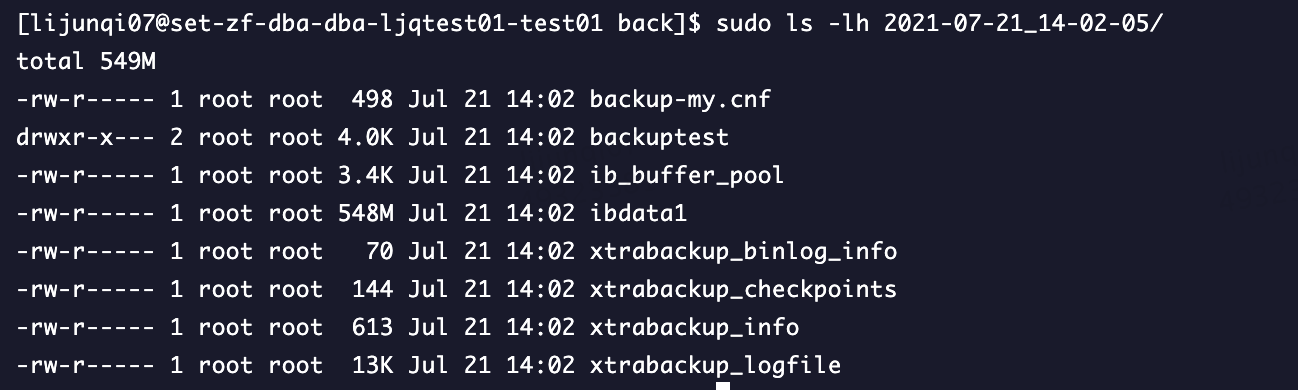 [lijunqi07@set-zf-dba-dba-ljqtest01-test01 back]$ sudo ls -lh 2021-07-21_14-02-05/
total 549M
-rw-r----- 1 root root  498 Jul 21 14:02 backup-my.cnf
drwxr-x--- 2 root root 4.0K Jul 21 14:02 backuptest
-rw-r----- 1 root root 3.4K Jul 21 14:02 ib_buffer_pool
-rw-r----- 1 root root 548M Jul 21 14:02 ibdata1
-rw-r----- 1 root root   70 Jul 21 14:02 xtrabackup_binlog_info
-rw-r----- 1 root root  144 Jul 21 14:02 xtrabackup_checkpoints
-rw-r----- 1 root root  613 Jul 21 14:02 xtrabackup_info
-rw-r----- 1 root root  13K Jul 21 14:02 xtrabackup_logfile